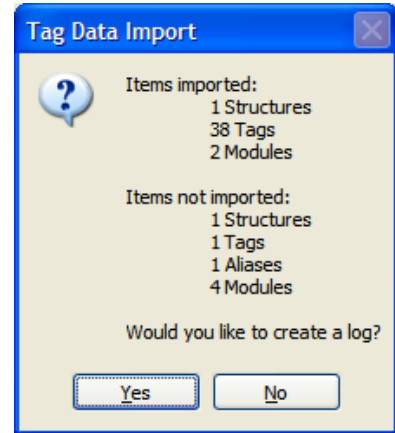 Tag Data Import
Items imported:
1 Structures
38 Tags
2 Modules
Items not imported:
1 Structures
1 Tags
1 Aliases
4 Modules
Would you like to create a log?
Yes No